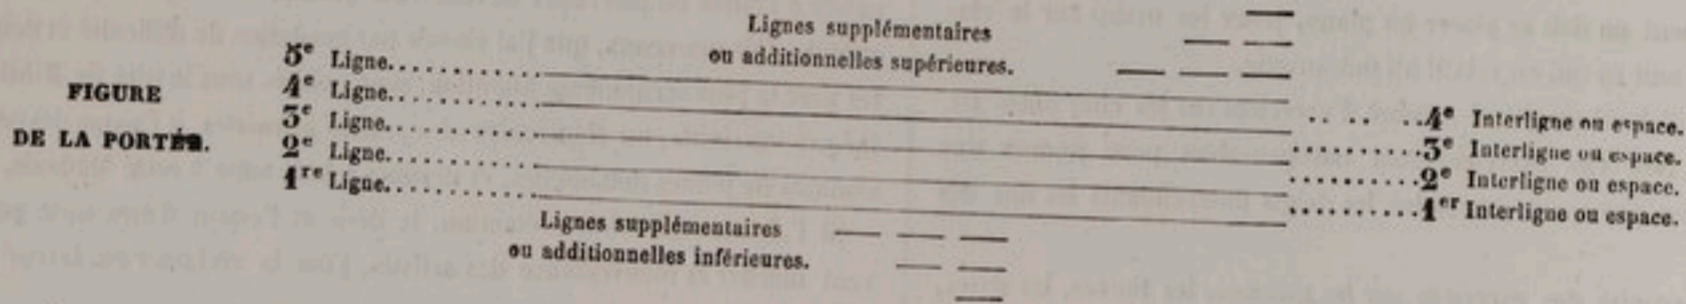 Lignes supplémentaires
ou additionnelles supérieures.
FIGURE
DE LA PORTÉE.
5e Ligne
4e Ligne
3e Ligne
2e Ligne
1re Ligne
4e Interligne ou espace.
3e Interligne ou espace.
2e Interligne ou espace.
1er Interligne ou espace.
Lignes supplémentaires
ou additionnelles inférieures.